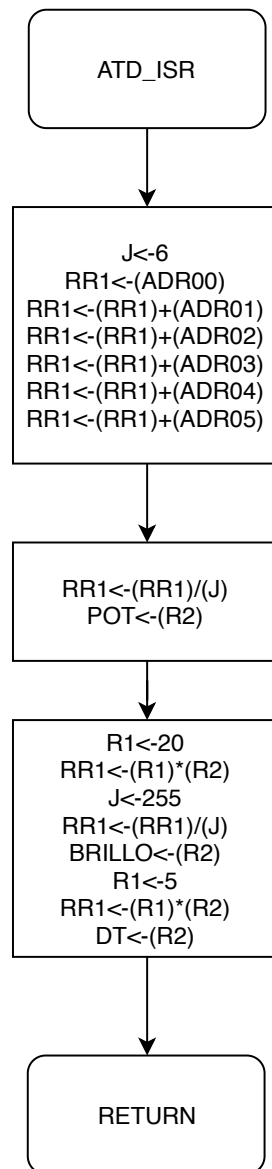 ATD_ISR
J<-6
RR1<-(ADR00)
RR1<-(RR1)+(ADR01)
RR1<-(RR1)+(ADR02)
RR1<-(RR1)+(ADR03)
RR1<-(RR1)+(ADR04)
RR1<-(RR1)+(ADR05)
RR1<-(RR1)/(J)
POT<-(R2)
R1<-20
RR1<-(R1)*(R2)
J<-255
RR1<-(RR1)/(J)
BRILLO<-(R2)
R1<-5
RR1<-(R1)*(R2)
DT<-(R2)
RETURN